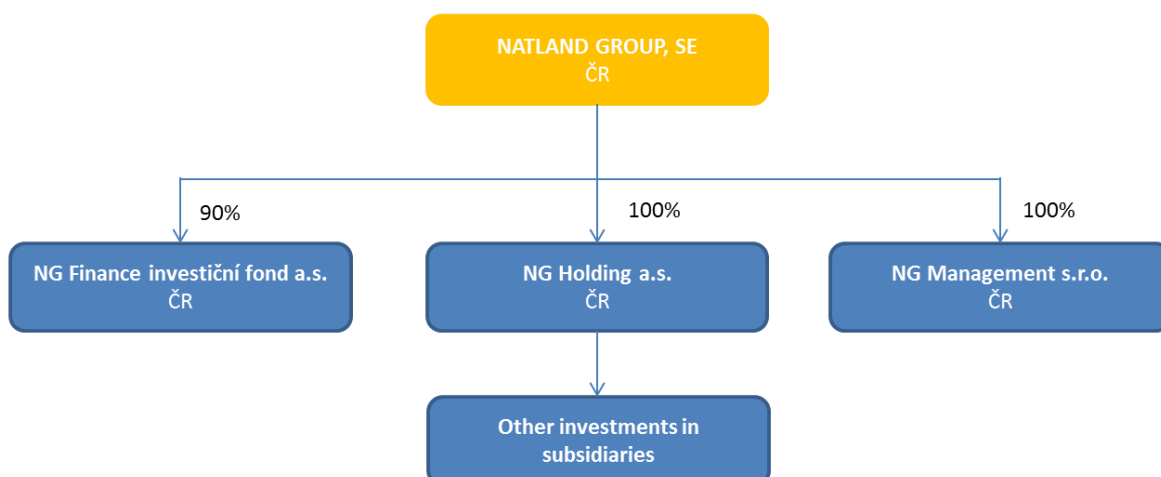 NATLAND GROUP, SE
ČR
90%
100%
100%
NG Finance investiční fond a.s.
ČR
NG Holding a.s.
ČR
NG Management s.r.o.
ČR
Other investments in
subsidiaries